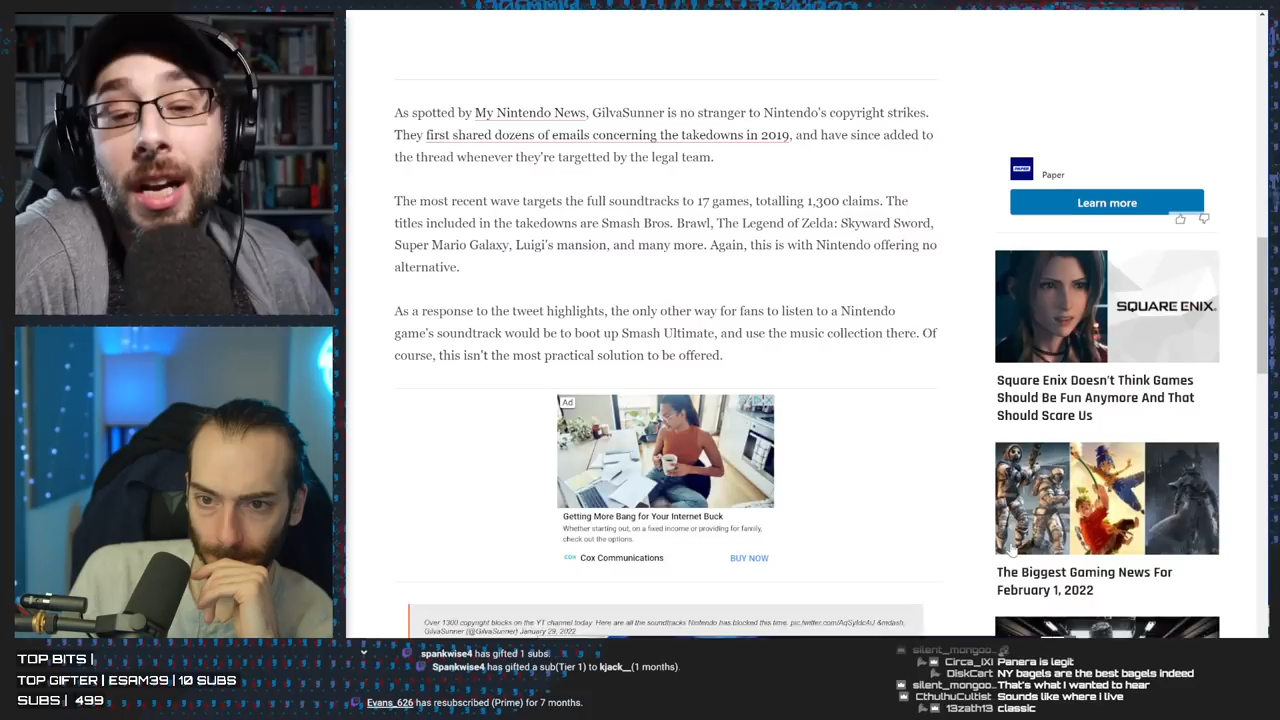 As spotted by My Nintendo News, GilvaSunner is no stranger to Nintendo's copyright strikes.
They first shared dozens of emails concerning the takedowns in 2019, and have since added to
the thread whenever they're targetted by the legal team.
The most recent wave targets the full soundtracks to 17 games, totalling 1,300 claims. The
titles included in the takedowns are Smash Bros. Brawl, The Legend of Zelda: Skyward Sword,
Super Mario Galaxy, Luigi's mansion, and many more. Again, this is with Nintendo offering no
alternative.
As a response to the tweet highlights, the only other way for fans to listen to a Nintendo
game's soundtrack would be to boot up Smash Ultimate, and use the music collection there. Of
course, this isn't the most practical solution to be offered.
Ad
Getting More Bang for Your Internet Buck
Whether starting out, on a fixed income or providing for family,
check out the options.
COX Cox Communications
BUY NOW
Over 1300 copyright blocks on the YT channel today. Here are all the soundtracks Nintendo has blocked this time. pic.twitter.com/AqSyfdc4iJ &mdash;
GilvaSunner (@GilvaSunner) January 29, 2022
PAPER
Paper
Learn more
SQUARE ENIX
Square Enix Doesn't Think Games
Should Be Fun Anymore And That
Should Scare Us
The Biggest Gaming News For
February 1, 2022
TOP BITS |
TOP GIFTER | ESAM39 | 10 SUBS
SUBS | 499
spankwise4 has gifted 1 subs.
Spankwise4 has gifted a sub(Tier 1) to kjack__(1 months).
Evans_626 has resubscribed (Prime) for 7 months.
silent_mongoo...
Circa_IXI Panera is legit
DiskCart NY bagels are the best bagels indeed
silent_mongoo... That's what I wanted to hear
CthulhuCultist Sounds like where I live
13zath13 classic